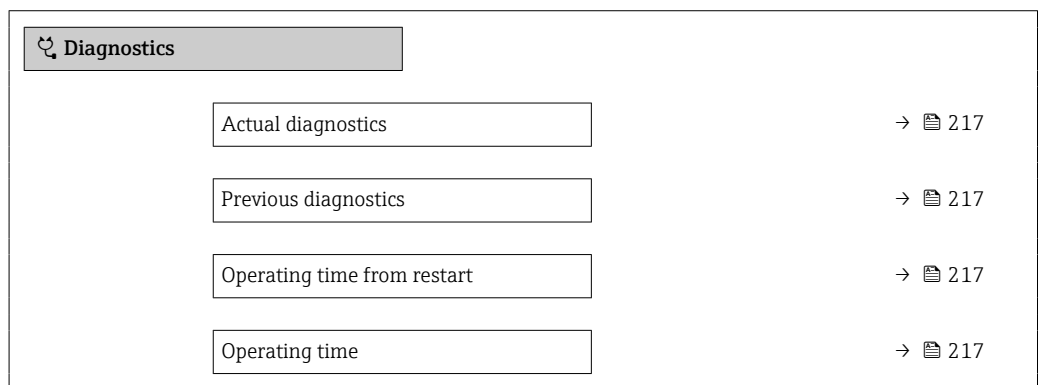 Diagnostics
Actual diagnostics → 217
Previous diagnostics → 217
Operating time from restart → 217
Operating time → 217